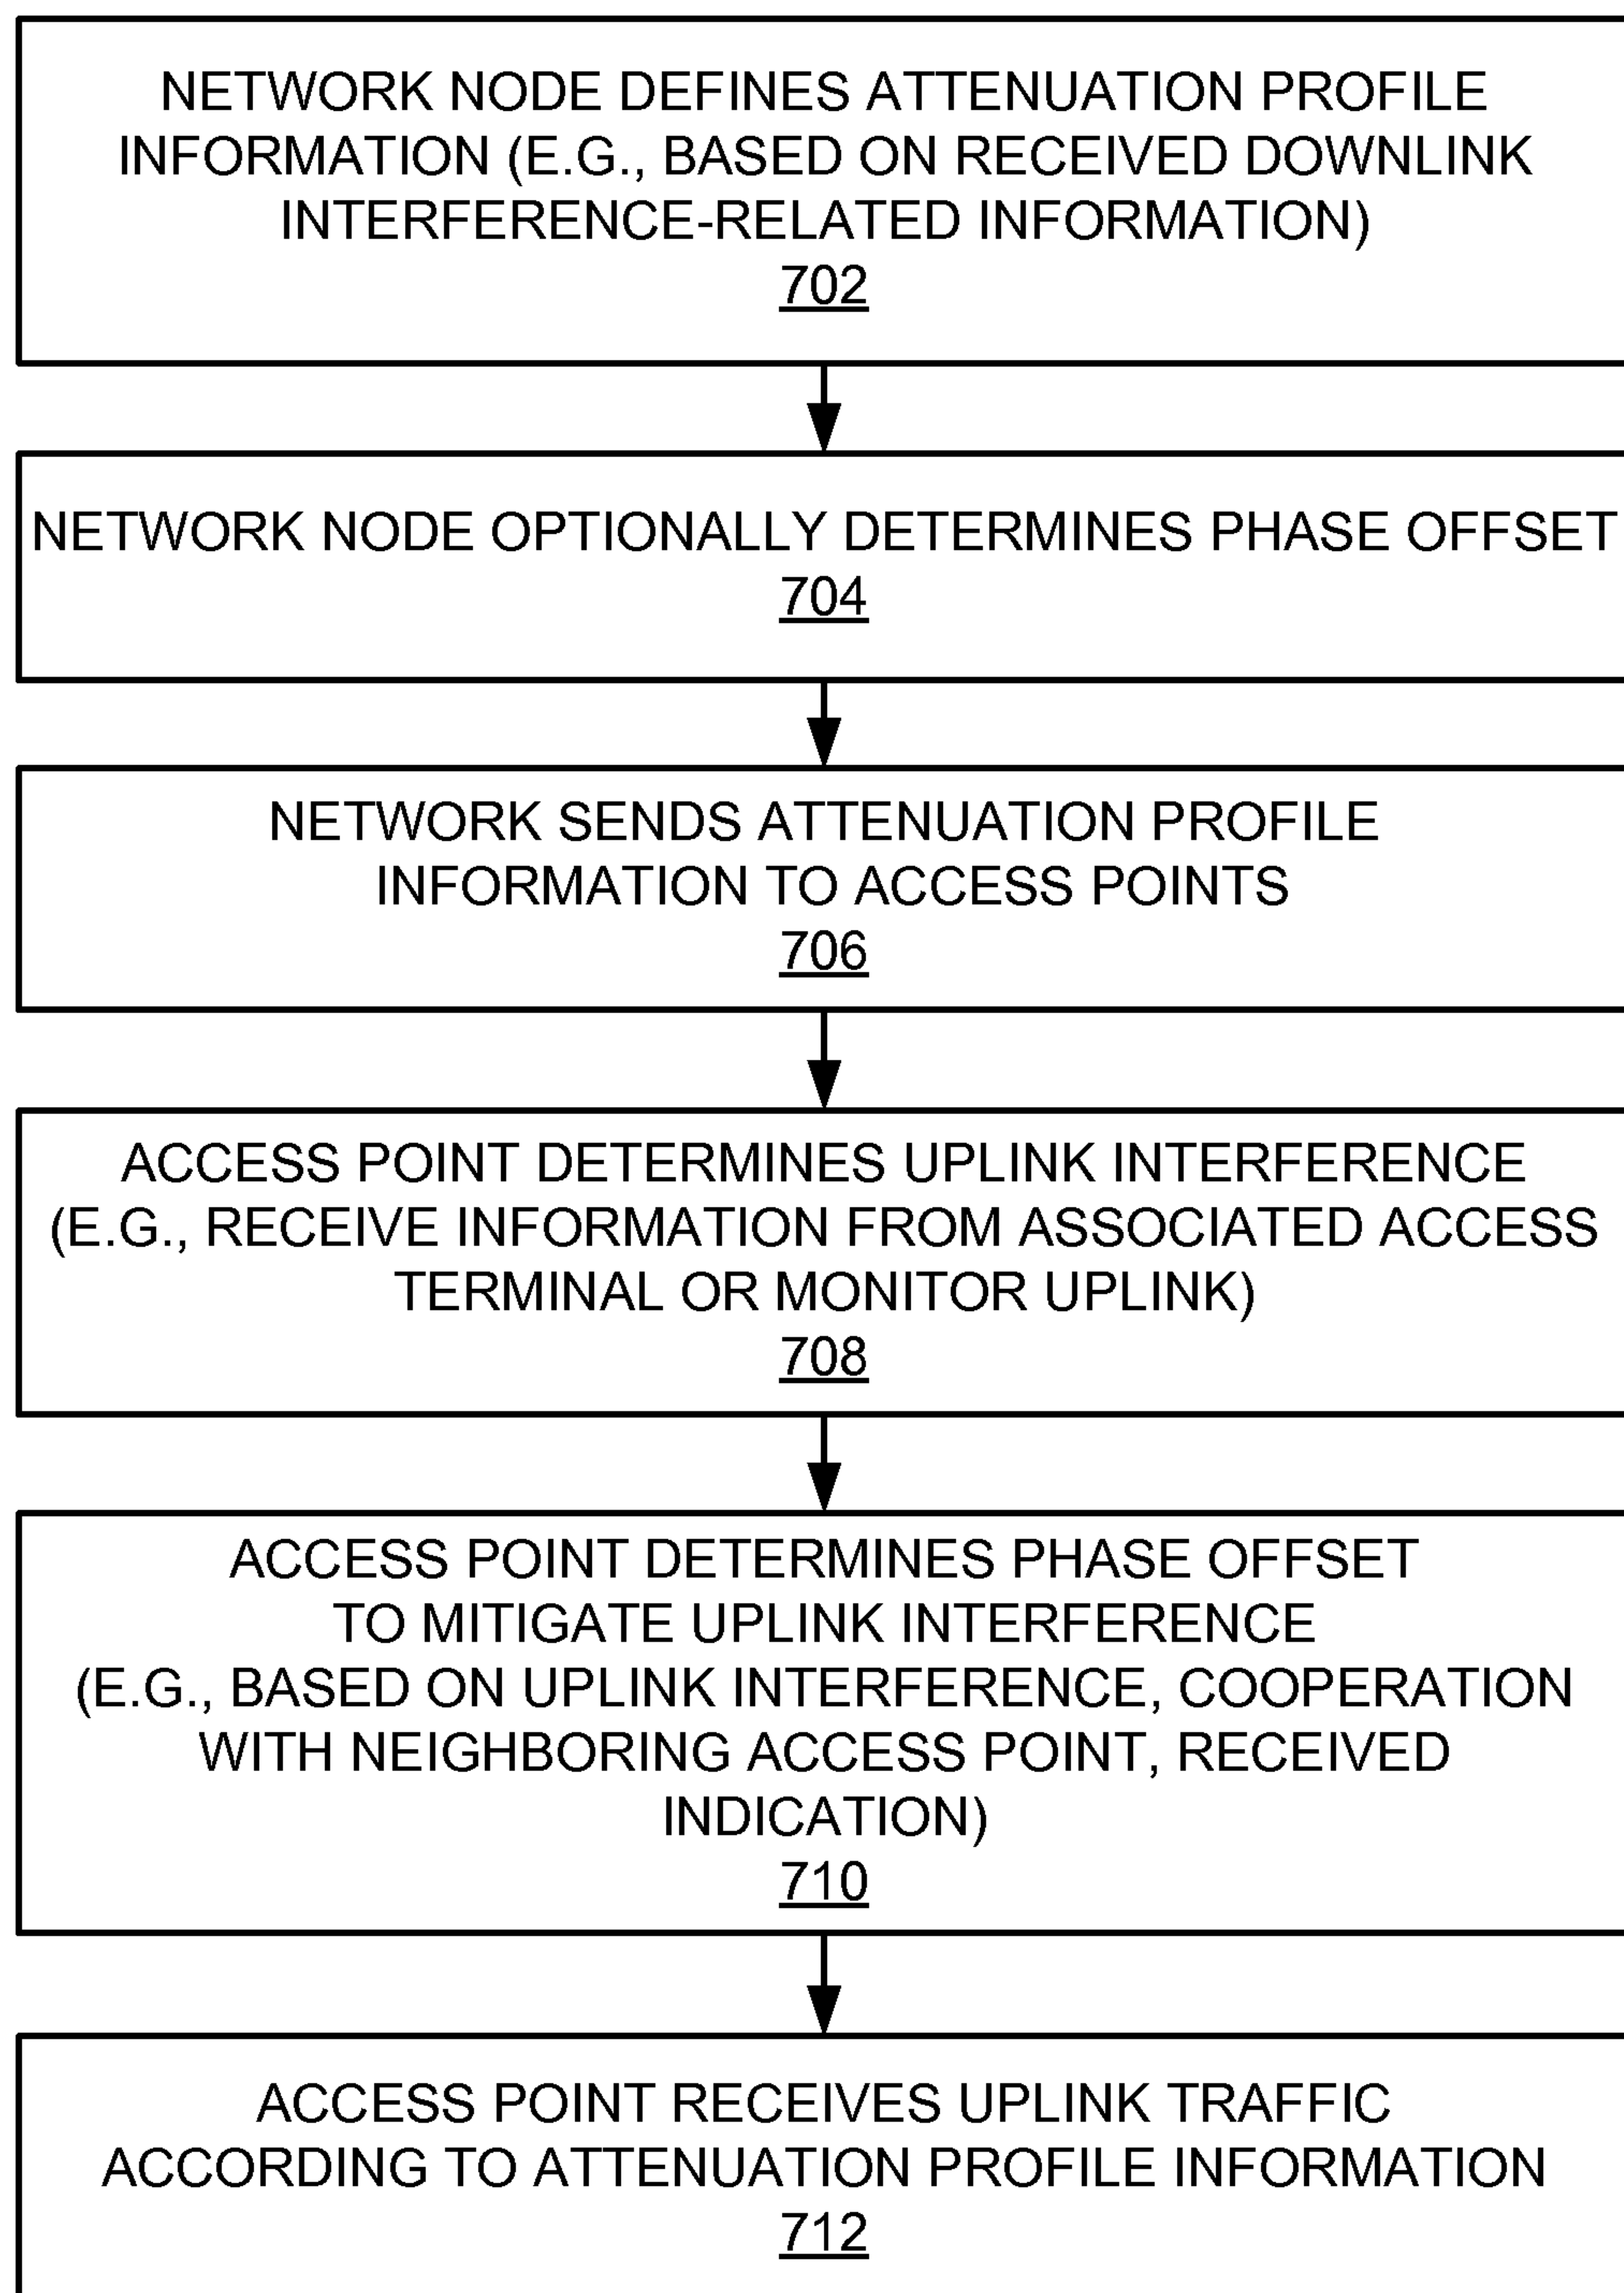 NETWORK NODE DEFINES ATTENUATION PROFILE
INFORMATION (E.G., BASED ON RECEIVED DOWNLINK
INTERFERENCE-RELATED INFORMATION)
702
NETWORK NODE OPTIONALLY DETERMINES PHASE OFFSET
704
NETWORK SENDS ATTENUATION PROFILE
INFORMATION TO ACCESS POINTS
706
ACCESS POINT DETERMINES UPLINK INTERFERENCE
(E.G., RECEIVE INFORMATION FROM ASSOCIATED ACCESS
TERMINAL OR MONITOR UPLINK)
708
ACCESS POINT DETERMINES PHASE OFFSET
TO MITIGATE UPLINK INTERFERENCE
(E.G., BASED ON UPLINK INTERFERENCE, COOPERATION
WITH NEIGHBORING ACCESS POINT, RECEIVED
INDICATION)
710
ACCESS POINT RECEIVES UPLINK TRAFFIC
ACCORDING TO ATTENUATION PROFILE INFORMATION
712